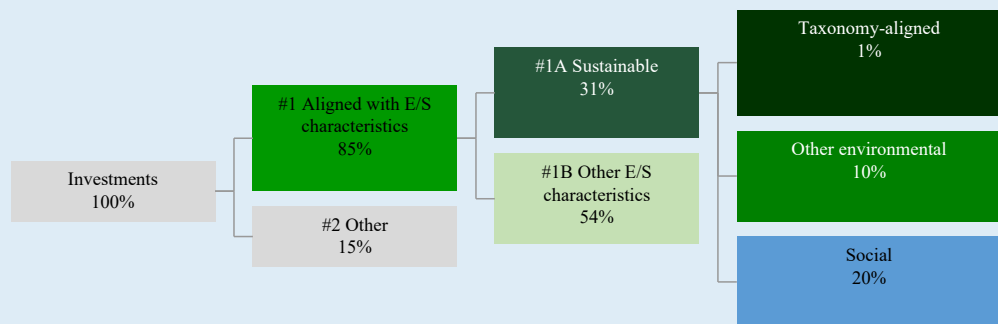 Investments
100%
#1 Aligned with E/S
characteristics
85%
#2 Other
15%
#1A Sustainable
31%
#1B Other E/S
characteristics
54%
Taxonomy-aligned
1%
Other environmental
10%
Social
20%